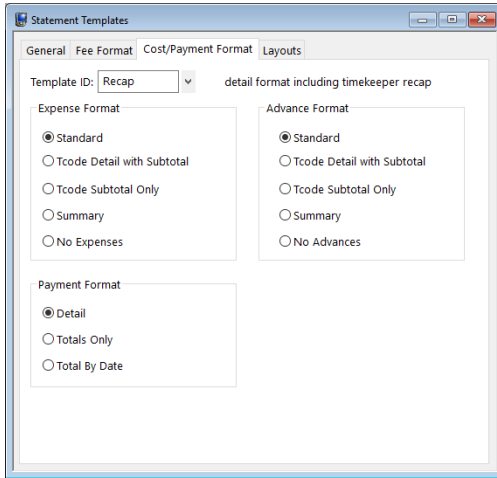 Statement Templates
General Fee Format Cost/Payment Format Layouts
Template ID: Recap detail format including timekeeper recap
Expense Format
Standard
Tcode Detail with Subtotal
Tcode Subtotal Only
Summary
No Expenses
Advance Format
Standard
Tcode Detail with Subtotal
Tcode Subtotal Only
Summary
No Advances
Payment Format
Detail
Totals Only
Total By Date